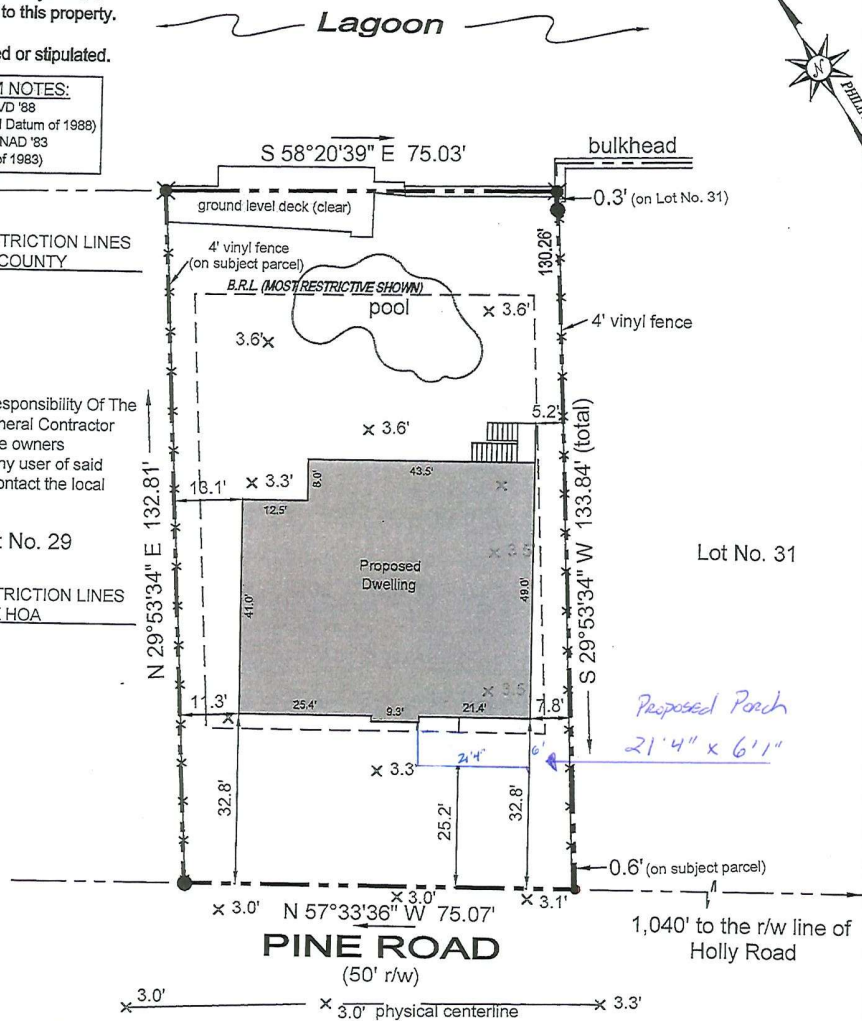 to this property.
Lagoon
ed or stipulated.
NOTES:
VD '88
Datum of 1988)
NAD '83
of 1983)
N
S 58°20'39" E 75.03'
bulkhead
0.3' (on Lot No. 31)
ground level deck (clear)
TRICTION LINES
COUNTY
4' vinyl fence
(on subject parcel)
130.26'
B.R.L. (MOST RESTRICTIVE SHOWN)
pool
3.6'
3.6'
4' vinyl fence
esponsibility Of The
neral Contractor
e owners
ny user of said
ontact the local
3.6'
5.2'
43.5'
8.0'
13.1'
3.3'
12.5'
N 29°53'34" E 132.81'
S 29°53'34" W 133.84' (total)
No. 29
3.5
Lot No. 31
Proposed
Dwelling
TRICTION LINES
HOA
41.0'
49.0'
3.5
11.3'
25.4'
9.3'
21.4'
7.8'
Proposed Porch
21'4" x 6'1"
21'4"
6'
3.3'
32.8'
25.2'
32.8'
0.6' (on subject parcel)
3.0'
3.0'
3.1'
N 57°33'36" W 75.07'
1,040' to the r/w line of
Holly Road
PINE ROAD
(50' r/w)
3.0'
3.0' physical centerline
3.3'